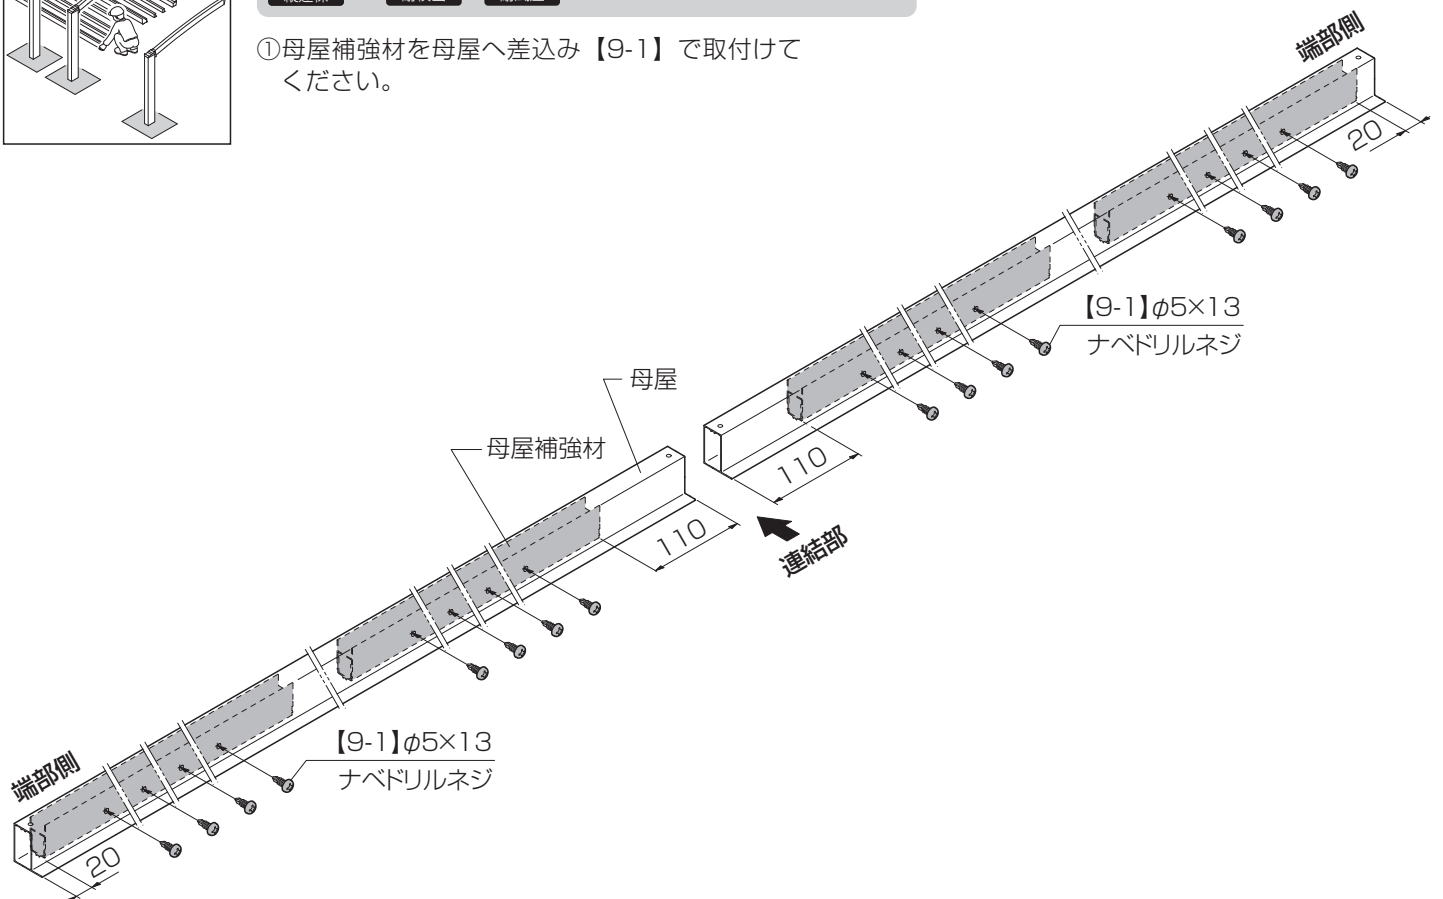 ①母屋補強材を母屋へ差込み【9-1】で取付けて
ください。
端部側
20
【9-1】φ5×13
ナベドリルネジ
母屋
母屋補強材
110
110
連結部
【9-1】φ5×13
ナベドリルネジ
端部側
20